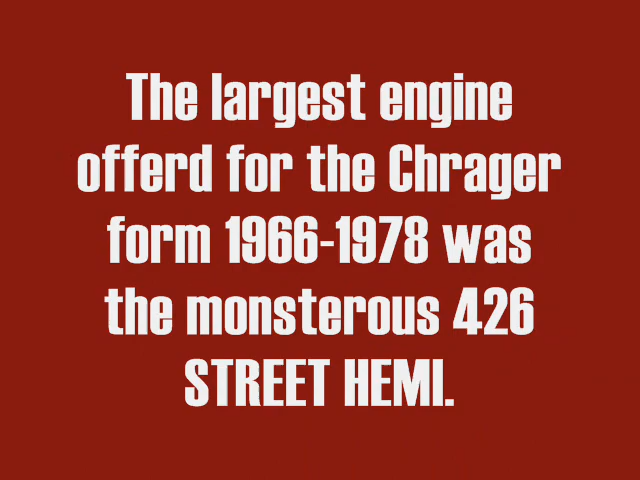 The largest engine
offerd for the Chrager
form 1966-1978 was
the monsterous 426
STREET HEMI.